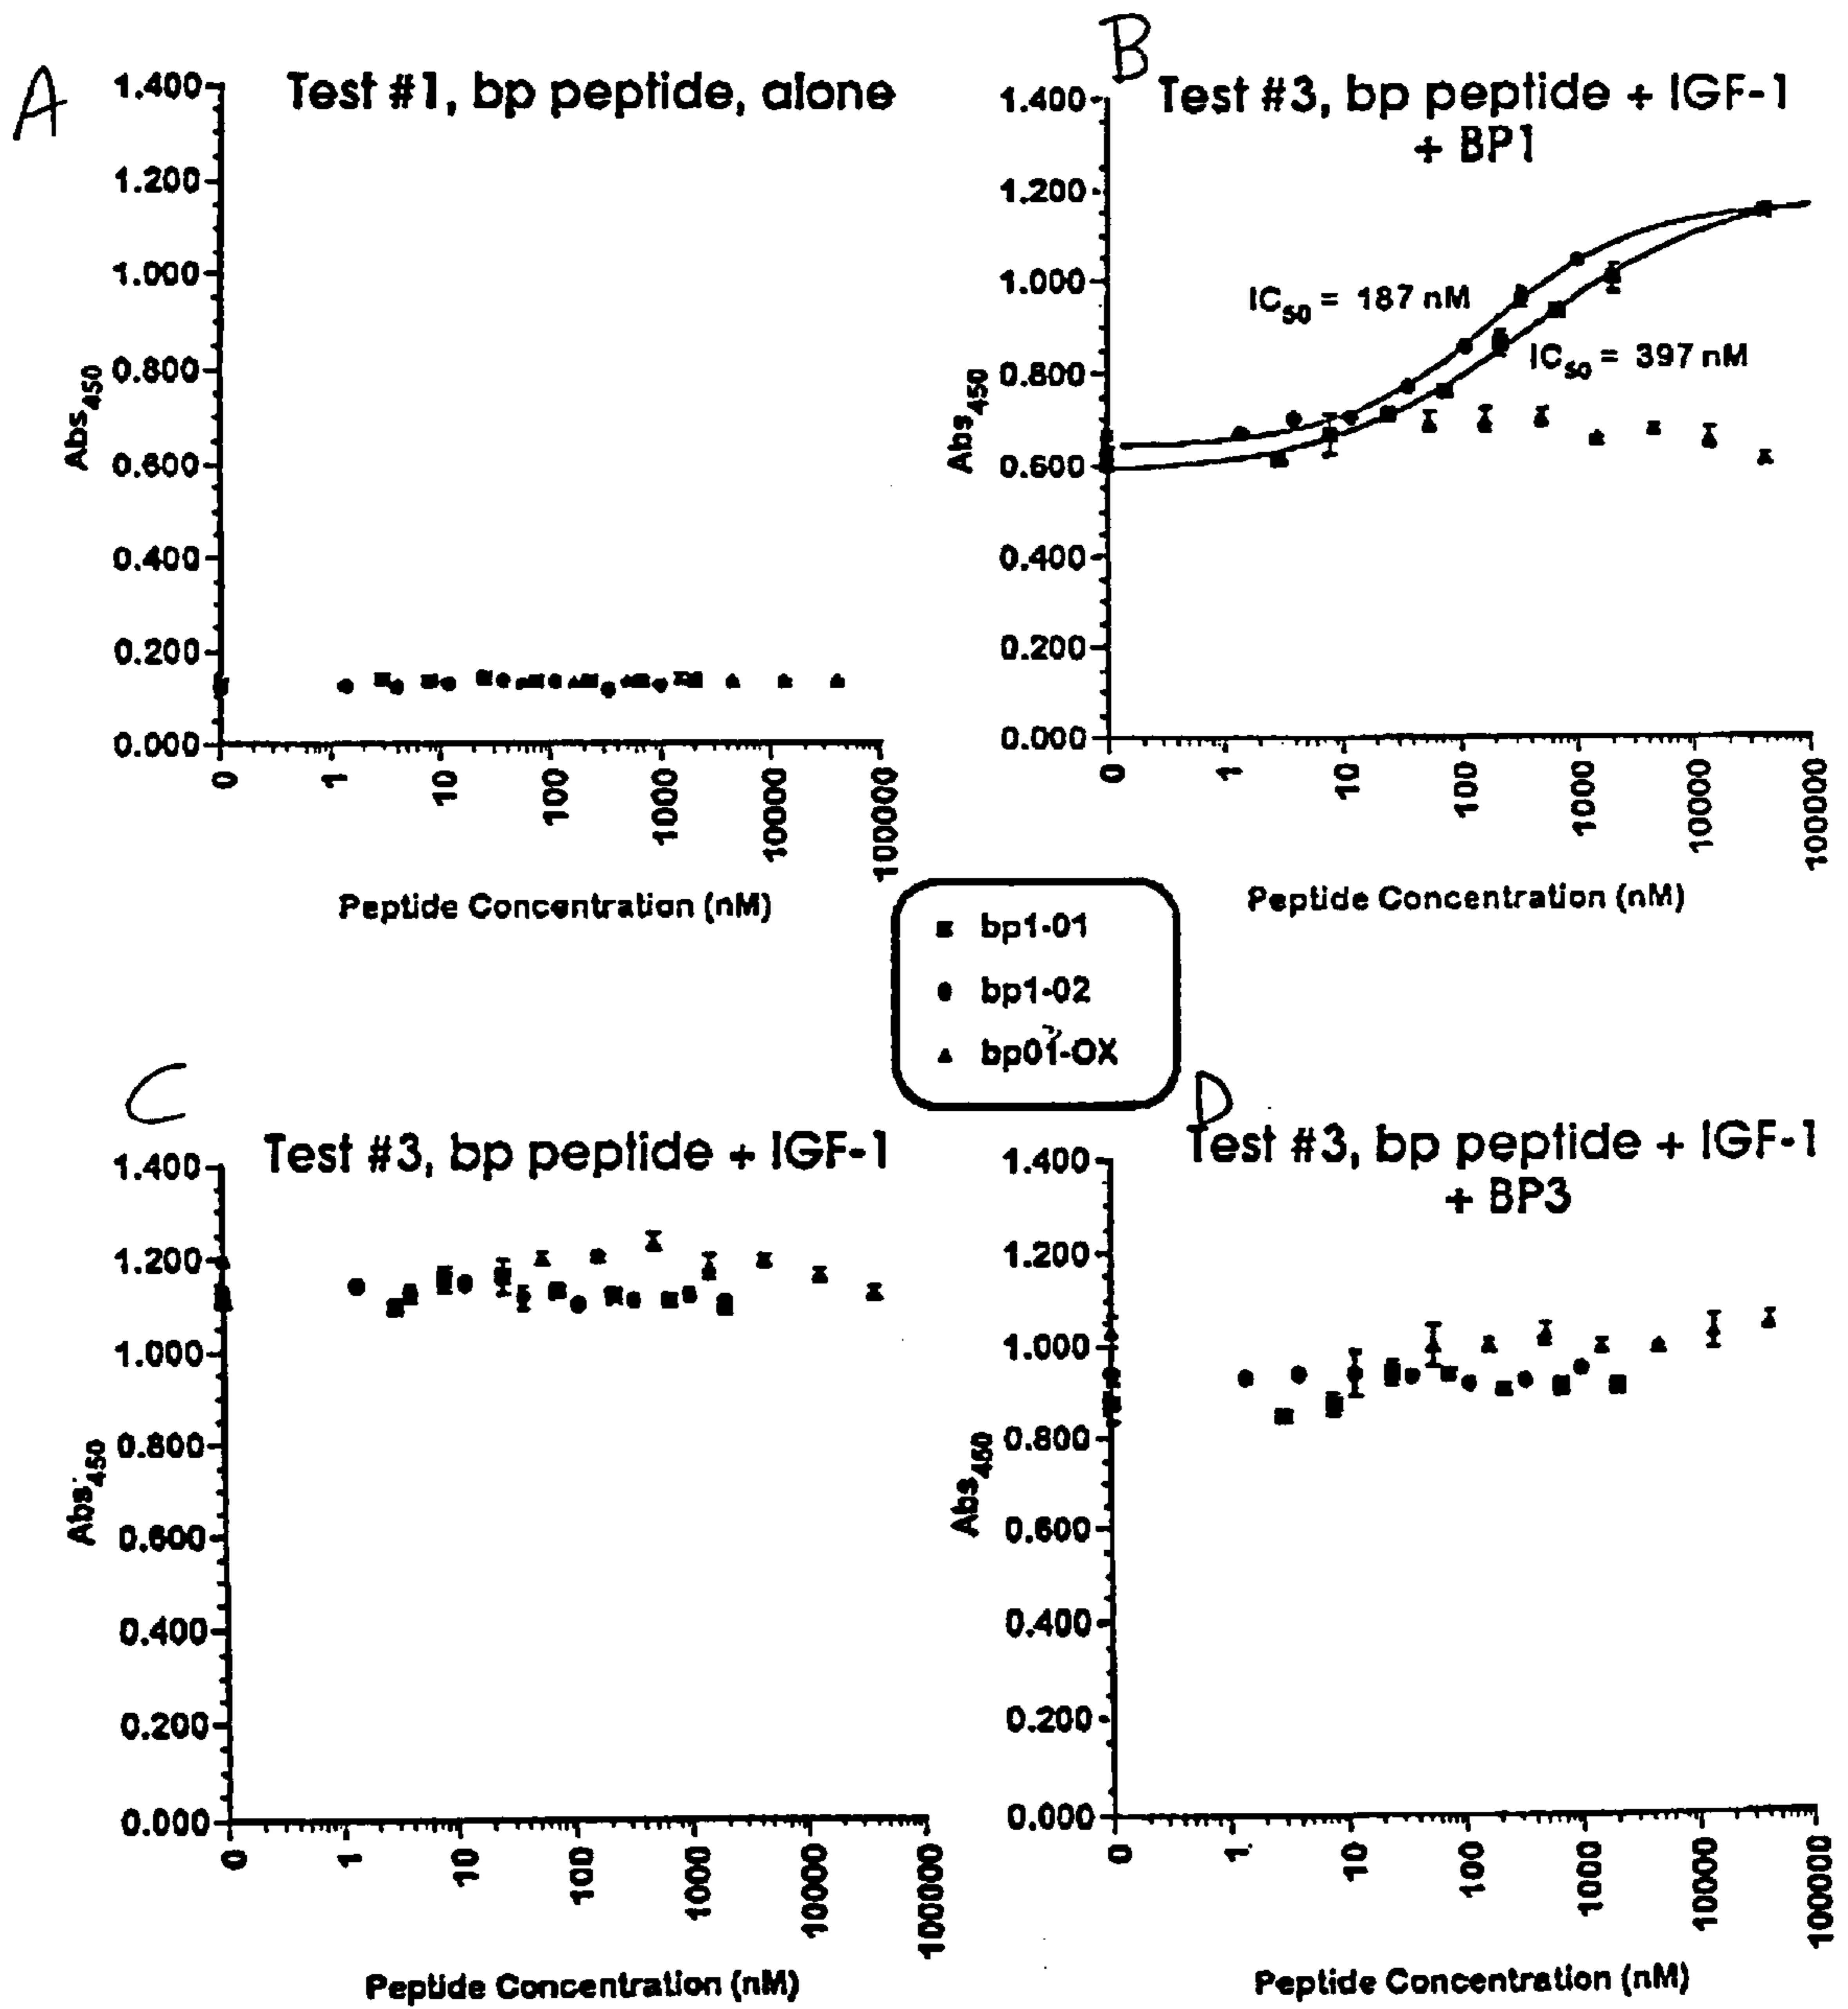 A
Test #1, bp peptide, alone
1.400
1.200
1.000
0.800
0.600
0.400
0.200
0.000
Abs450
0
1
10
100
1000
10000
100000
Peptide Concentration (nM)
B
Test #3, bp peptide + IGF-1
+ BP1
1.400
1.200
1.000
0.800
0.600
0.400
0.200
0.000
Abs450
IC50 = 187 nM
IC50 = 397 nM
0
1
10
100
1000
10000
100000
Peptide Concentration (nM)
bp1-01
bp1-02
bp01-OX
C
Test #3, bp peptide + IGF-1
1.400
1.200
1.000
0.800
0.600
0.400
0.200
0.000
Abs450
0
1
10
100
1000
10000
100000
Peptide Concentration (nM)
D
Test #3, bp peptide + IGF-1
+ BP3
1.400
1.200
1.000
0.800
0.600
0.400
0.200
0.000
Abs450
0
1
10
100
1000
10000
100000
Peptide Concentration (nM)